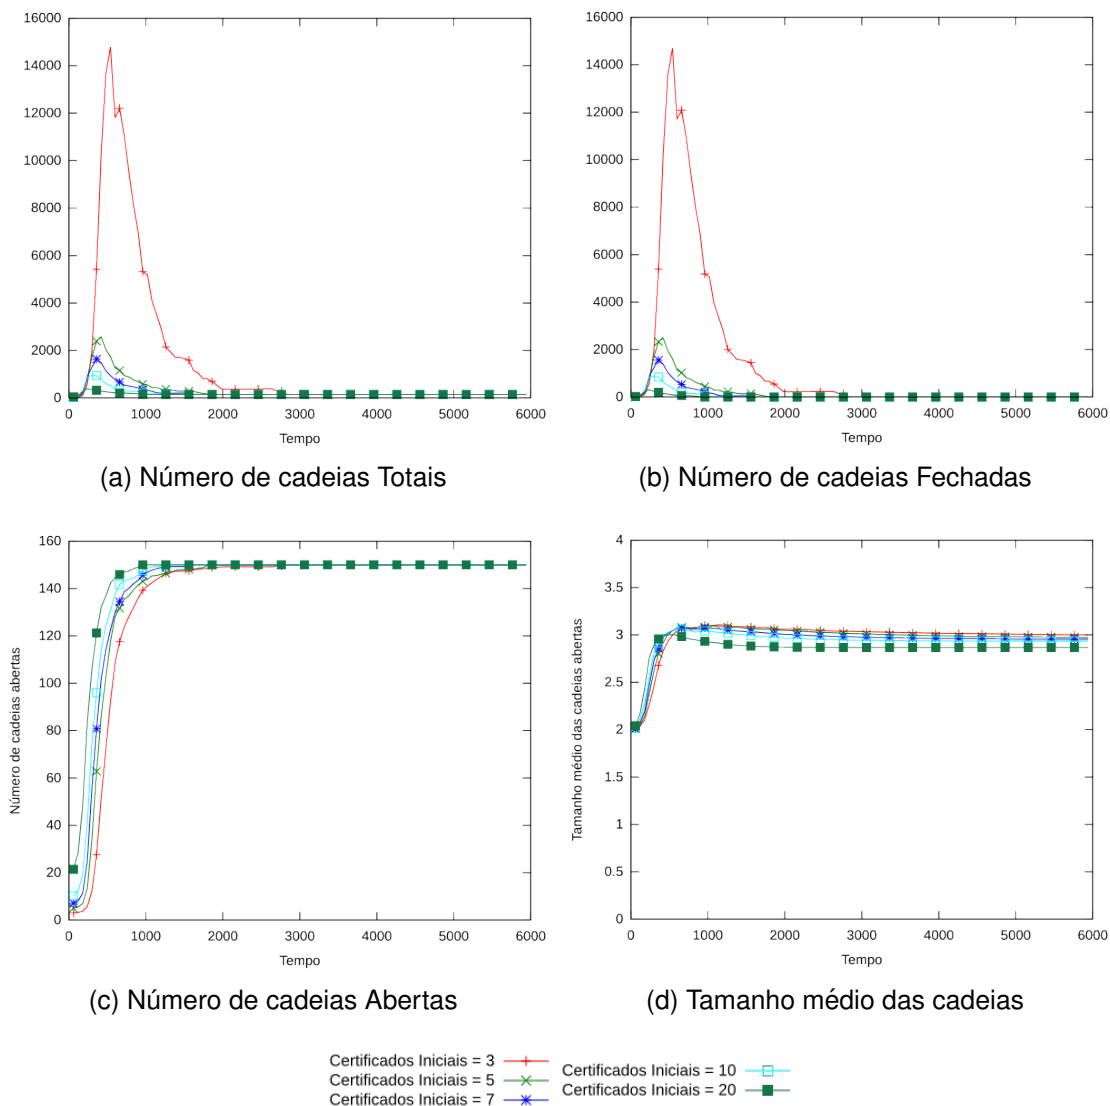 16000
14000
12000
10000
8000
6000
4000
2000
0
0 1000 2000 3000 4000 5000 6000
Tempo
(a) Número de cadeias Totais
16000
14000
12000
10000
8000
6000
4000
2000
0
0 1000 2000 3000 4000 5000 6000
Tempo
(b) Número de cadeias Fechadas
160
140
120
100
80
60
40
20
0
Número de cadeias abertas
0 1000 2000 3000 4000 5000 6000
Tempo
(c) Número de cadeias Abertas
4
3.5
3
2.5
2
1.5
1
0.5
0
Tamanho médio das cadeias abertas
0 1000 2000 3000 4000 5000 6000
Tempo
(d) Tamanho médio das cadeias
Certificados Iniciais = 3
Certificados Iniciais = 5
Certificados Iniciais = 7
Certificados Iniciais = 10
Certificados Iniciais = 20